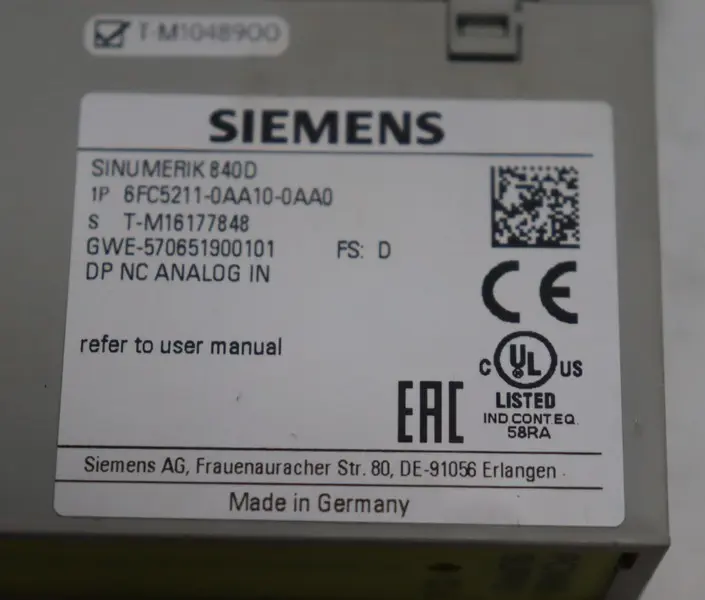 T-M1048900
SIEMENS
SINUMERIK 840D
1P 6FC5211-0AA10-0AA0
S T-M16177848
GWE-570651900101 FS: D
DP NC ANALOG IN
CE
refer to user manual
C UL US
LISTED
IND CONT EQ.
58RA
EAC
Siemens AG, Frauenauracher Str. 80, DE-91056 Erlangen
Made in Germany